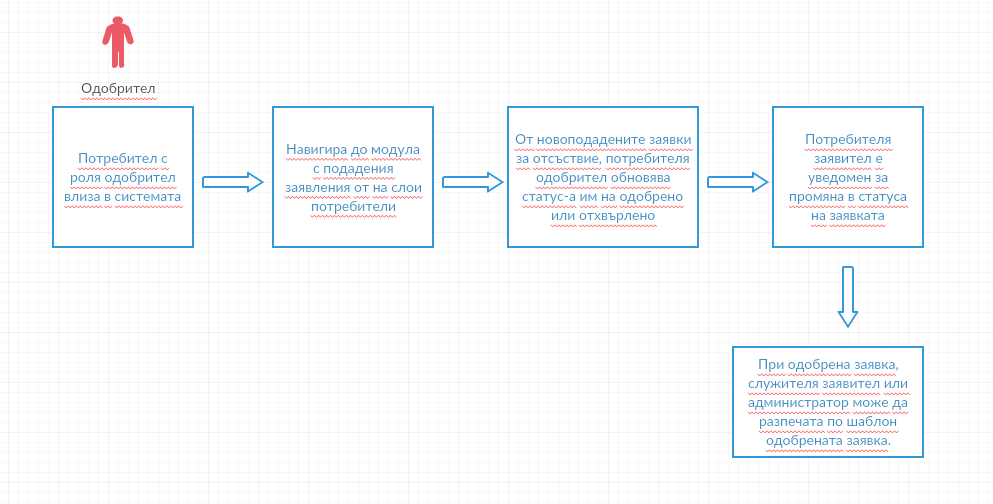 Одобрител
Потребител с
роля одобрител
влиза в системата
Навигира до модула
с подадения
заявления от на слои
потребители
От новоподадените заявки
за отсъствие, потребителя
одобрител обновява
статус-а им на одобрено
или отхвърлено
Потребителя
заявител е
уведомен за
промяна в статуса
на заявката
При одобрена заявка,
служителя заявител или
администратор може да
разпечата по шаблон
одобрената заявка.